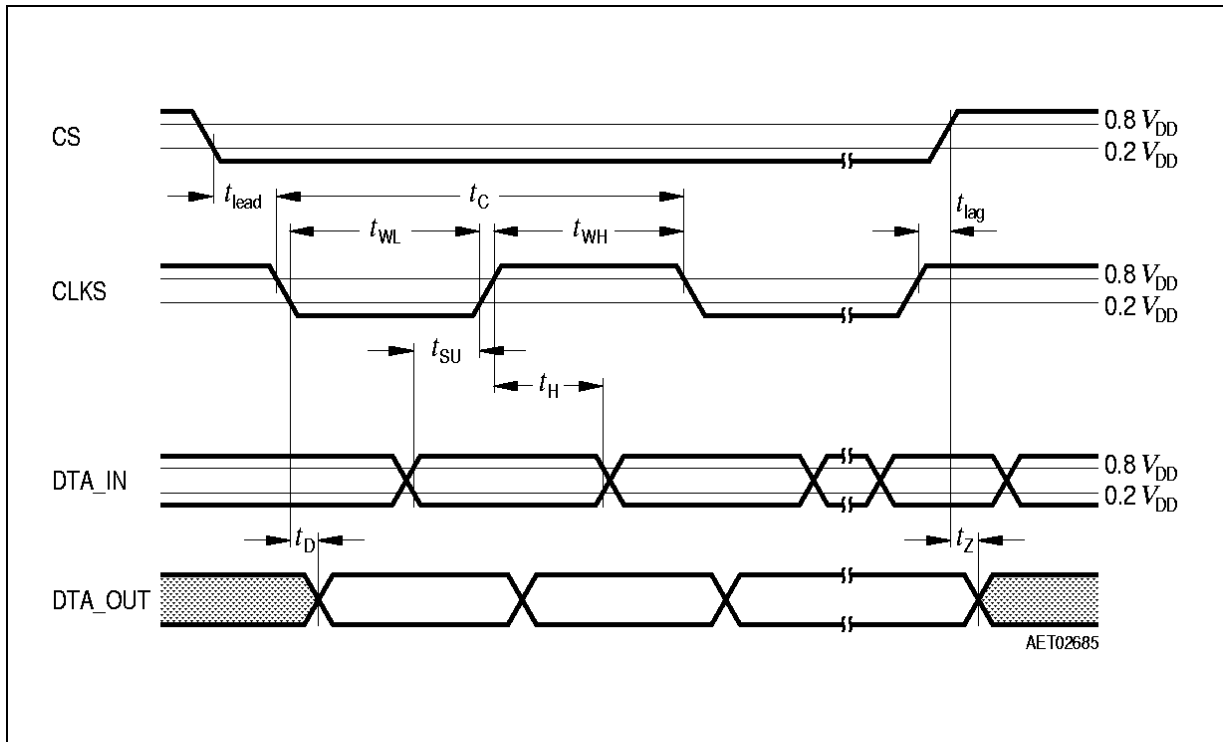 CS
0.8 VDD
0.2 VDD
tlead
tC
tlag
tWL
tWH
CLKS
0.8 VDD
0.2 VDD
tSU
tH
DTA_IN
0.8 VDD
0.2 VDD
tD
tZ
DTA_OUT
AET02685